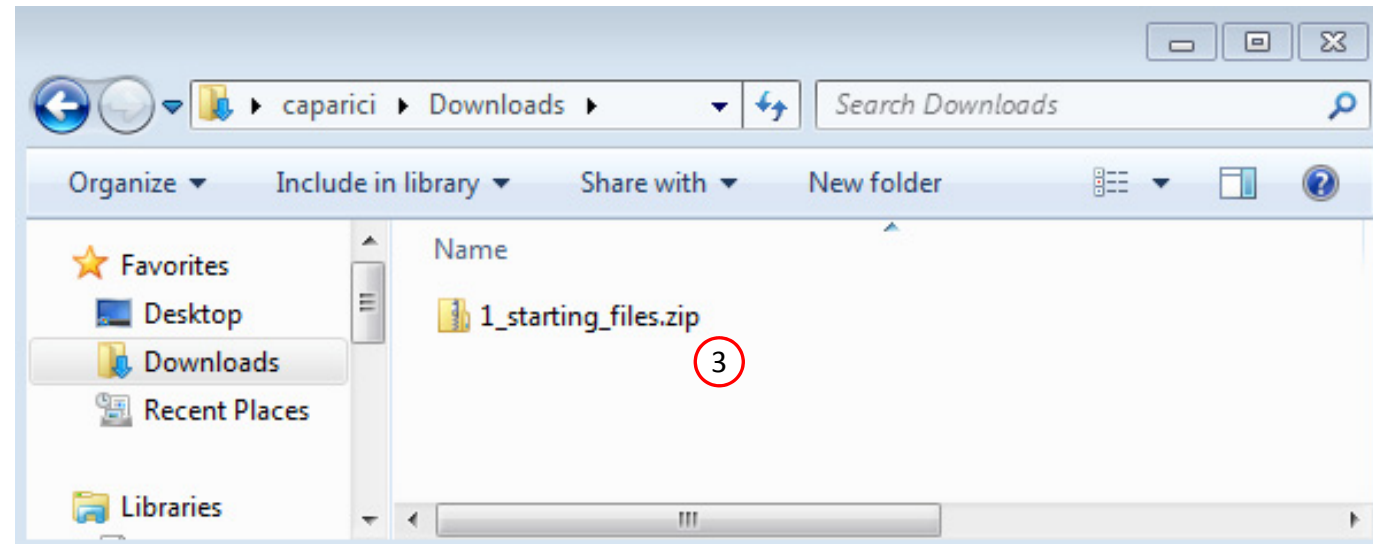 caparici Downloads Search Downloads
Organize Include in library Share with New folder
Favorites
Desktop
Downloads
Recent Places
Libraries
Name
1_starting_files.zip
3